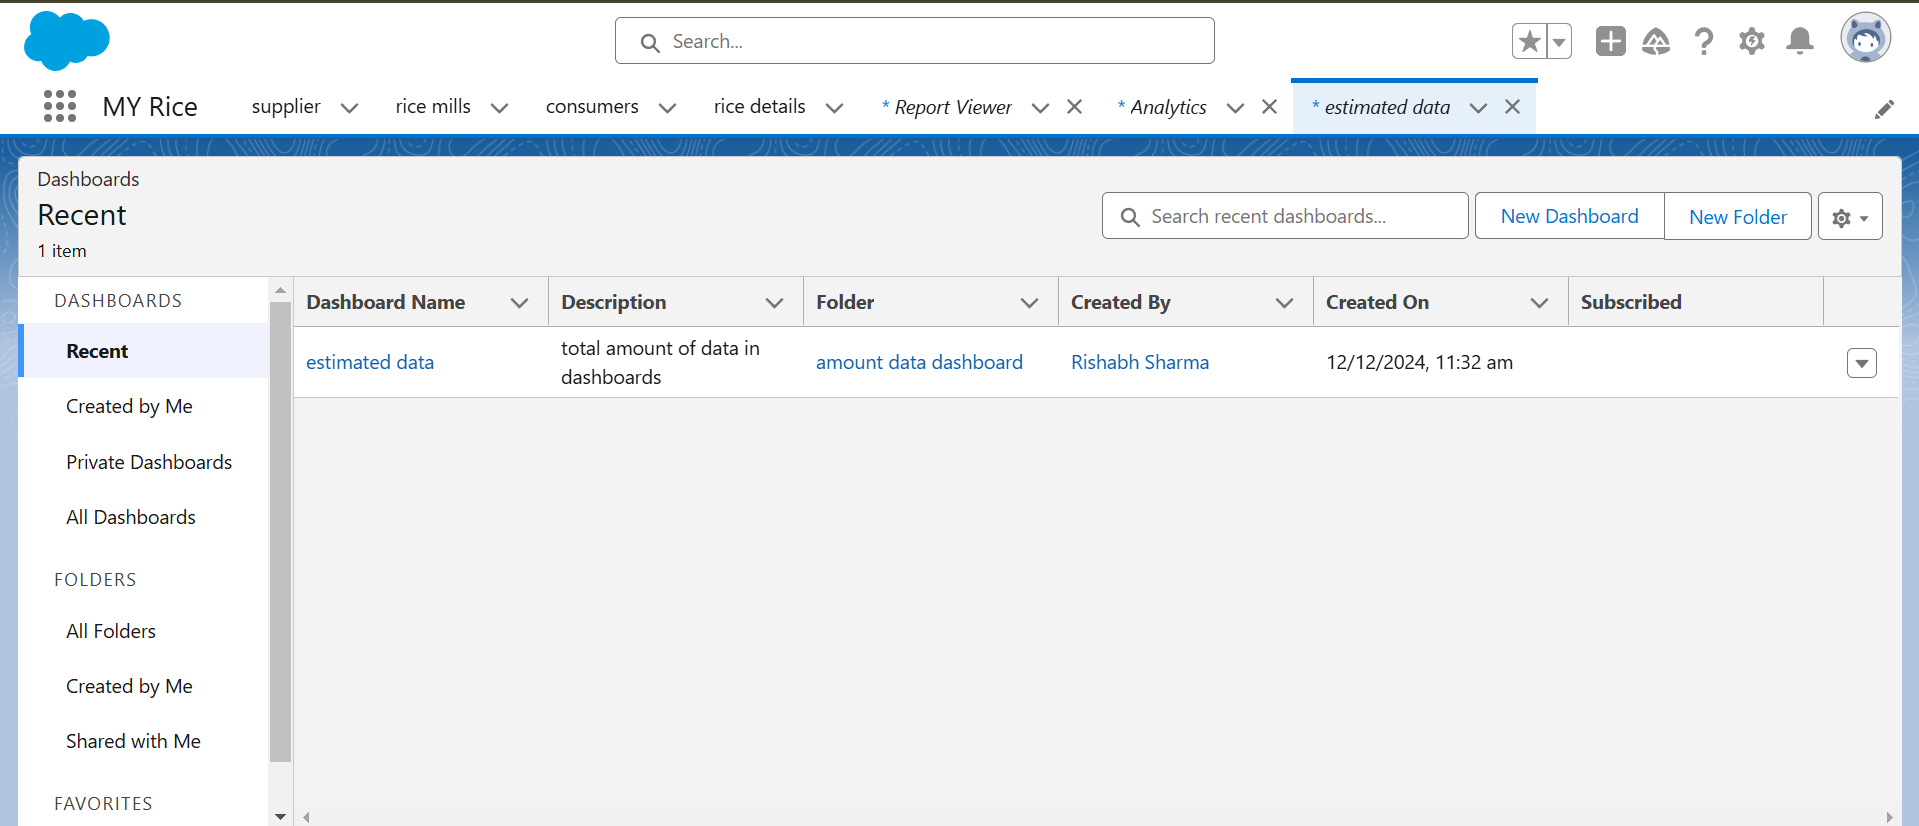 Search...
MY Rice
supplier
rice mills
consumers
rice details
* Report Viewer
* Analytics
* estimated data
Dashboards
Recent
1 item
Search recent dashboards...
New Dashboard
New Folder
DASHBOARDS
Recent
Created by Me
Private Dashboards
All Dashboards
FOLDERS
All Folders
Created by Me
Shared with Me
FAVORITES
Dashboard Name
Description
Folder
Created By
Created On
Subscribed
estimated data
total amount of data in
dashboards
amount data dashboard
Rishabh Sharma
12/12/2024, 11:32 am